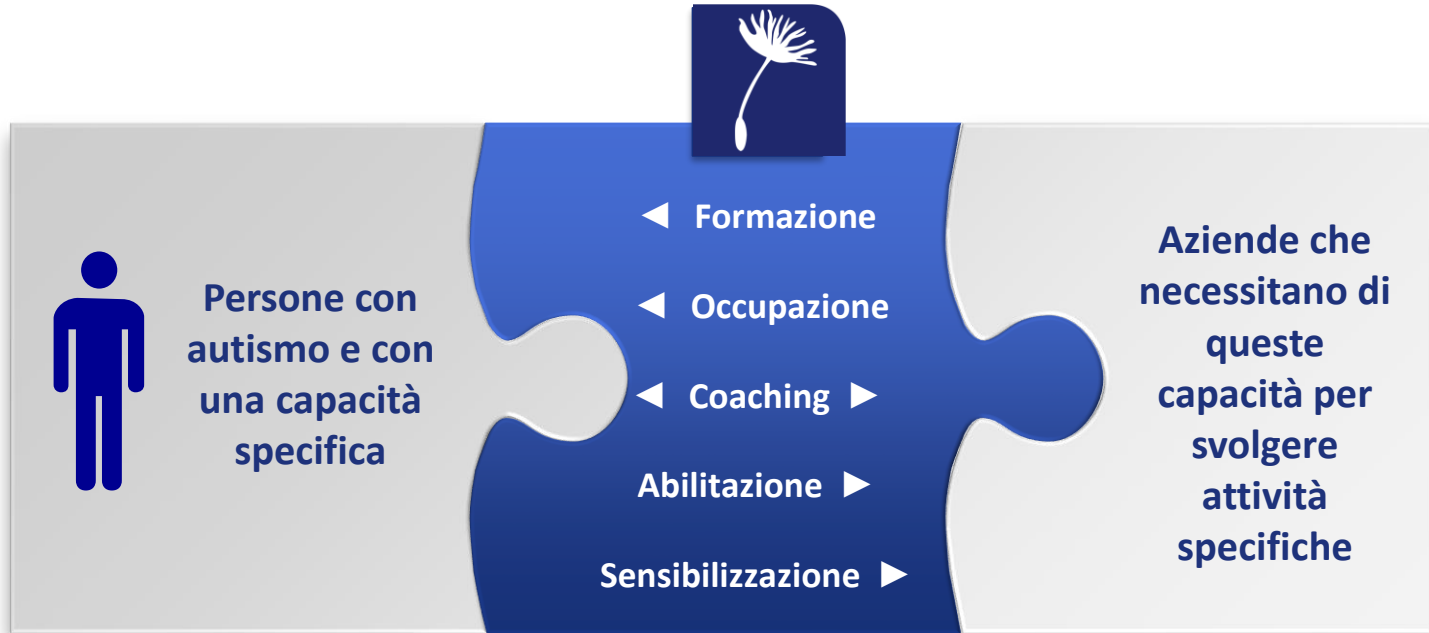 Persone con
autismo e con
una capacità
specifica
◄ Formazione
◄ Occupazione
◄ Coaching ►
Abilitazione ►
Sensibilizzazione ►
Aziende che
necessitano di
queste
capacità per
svolgere
attività
specifiche